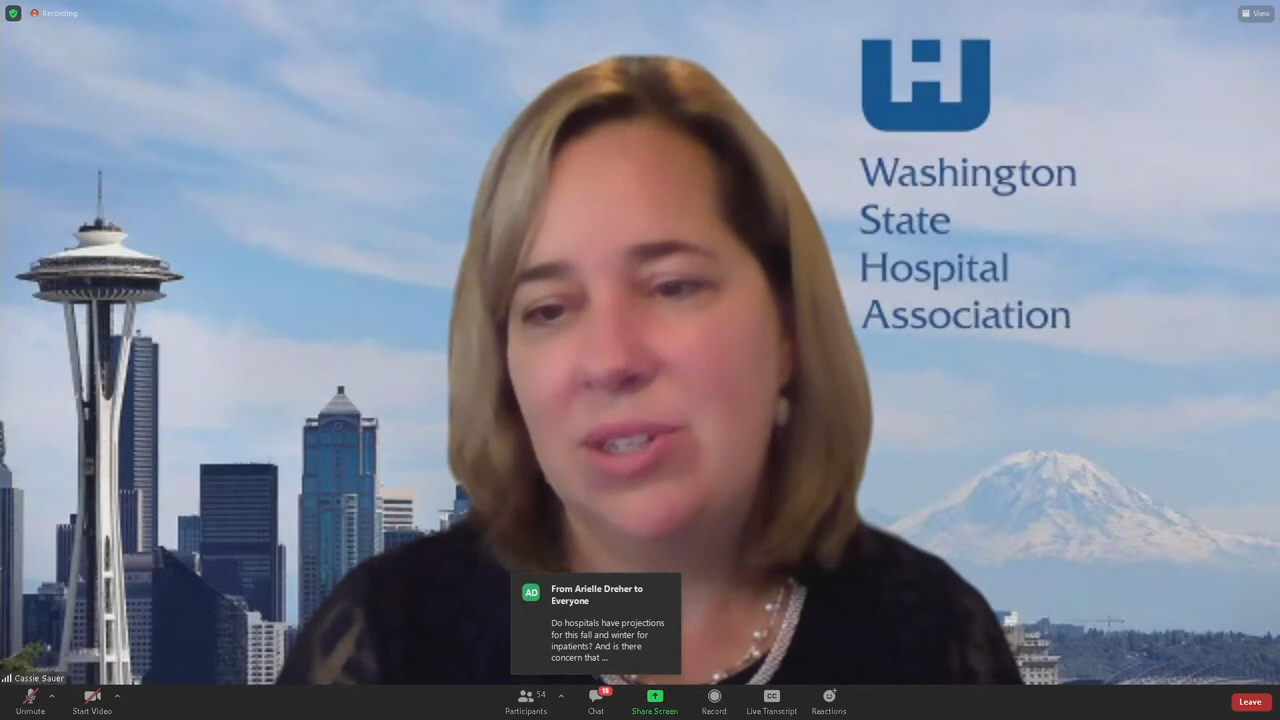 Recording
View
Washington
State
Hospital
Association
AD
From Arielle Dreher to
Everyone
Do hospitals have projections
for this fall and winter for
inpatients? And is there
concern that ...
Cassie Sauer
Unmute
Start Video
54
Participants
18
Chat
Share Screen
Record
CC
Live Transcript
Reactions
Leave